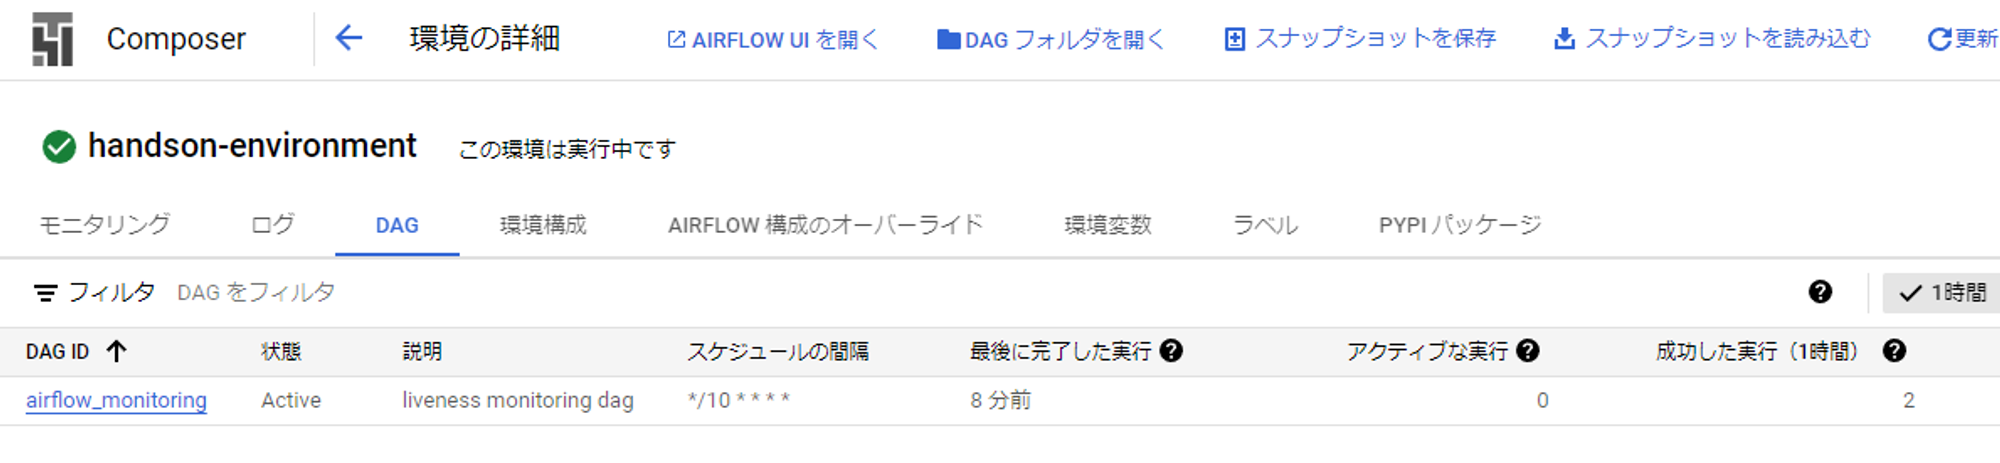 Composer 環境の詳細 AIRFLOW UI を開く DAG フォルダを開く スナップショットを保存 スナップショットを読み込む 更新
handson-environment この環境は実行中です
モニタリング ログ DAG 環境構成 AIRFLOW 構成のオーバーライド 環境変数 ラベル PYPI パッケージ
フィルタ DAG をフィルタ 1時間
DAG ID 状態 説明 スケジュールの間隔 最後に完了した実行 アクティブな実行 成功した実行（1時間）
airflow_monitoring Active liveness monitoring dag */10 * * * * 8 分前 0 2